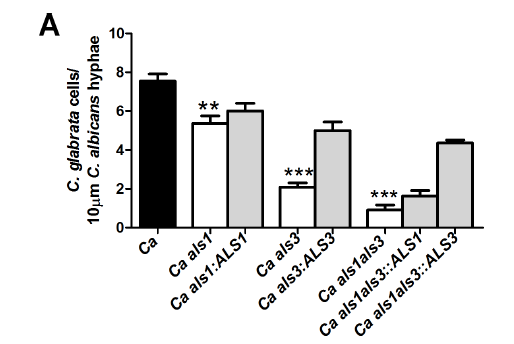 A
C. glabrata cells/
10μm C. albicans hyphae
10
8
6
4
2
0
**
***
***
Ca
Ca als1
Ca als1:ALS1
Ca als3
Ca als3:ALS3
Ca als1als3
Ca als1als3::ALS1
Ca als1als3::ALS3